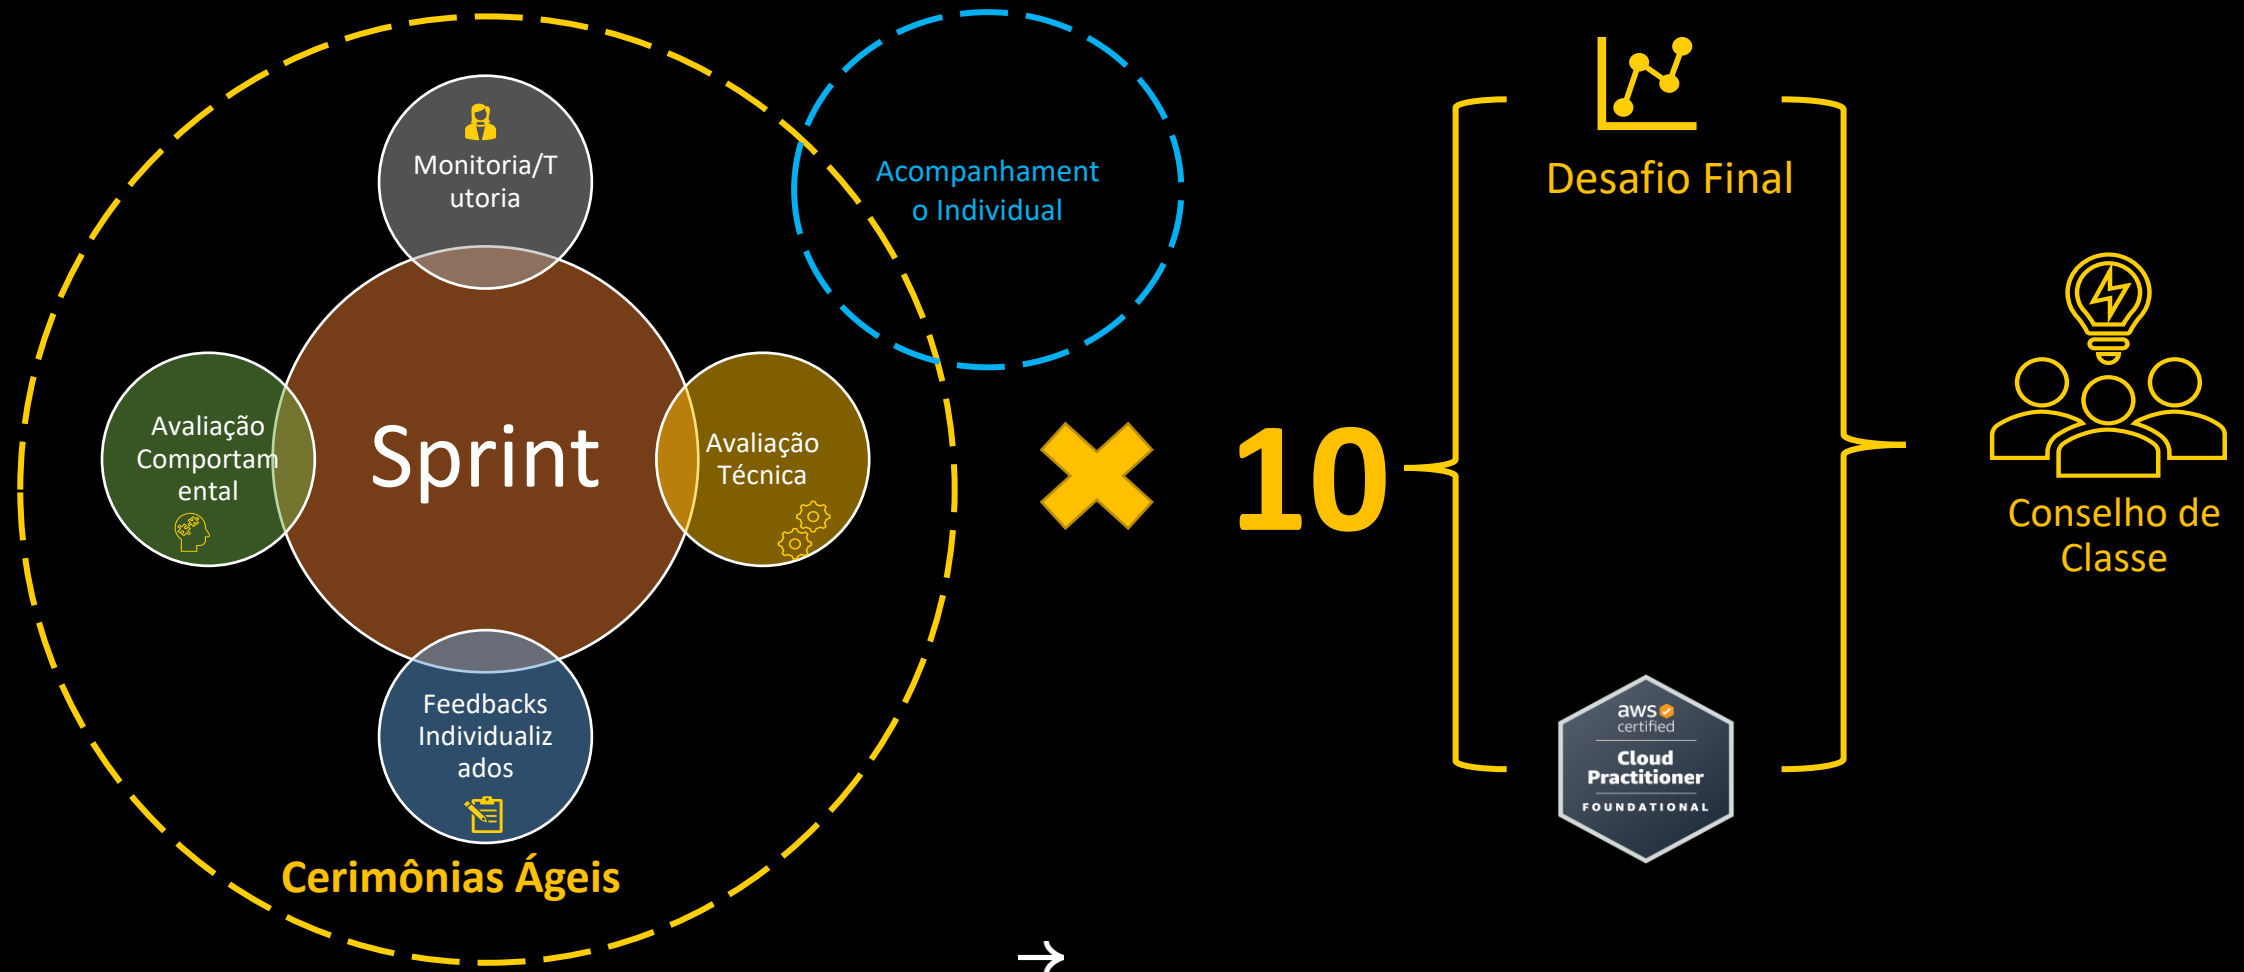 Monitoria/T
utoria
Acompanhament
o Individual
Desafio Final
Avaliação
Comportam
ental
Sprint
Avaliação
Técnica
10
Conselho de
Classe
Feedbacks
Individualiz
ados
aws
certified
Cloud
Practitioner
FOUNDATIONAL
Cerimônias Ágeis